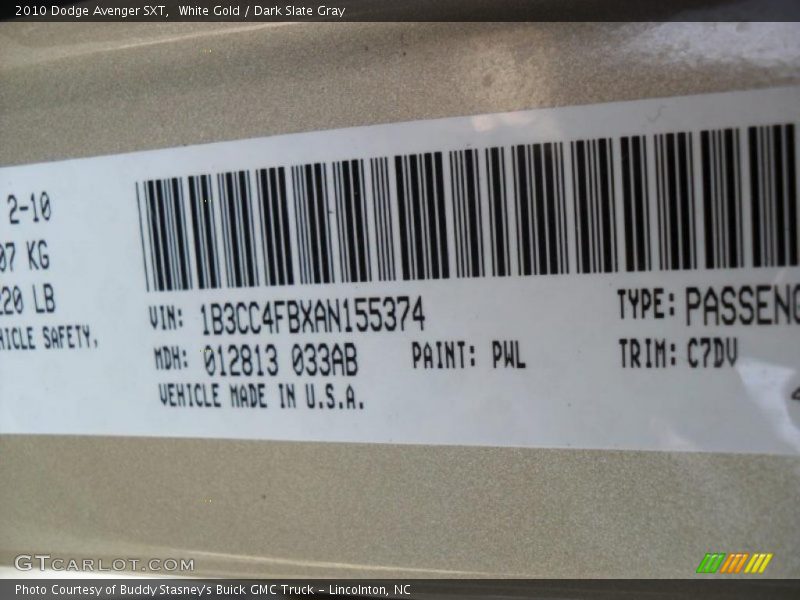 2010 Dodge Avenger SXT, White Gold / Dark Slate Gray
2-10
07 KG
220 LB
HICLE SAFETY,
VIN: 1B3CC4FBXAN155374
TYPE: PASSENG
MDH: 012813 033AB
PAINT: PWL
TRIM: C7DV
VEHICLE MADE IN U.S.A.
GTcarlot.com
Photo Courtesy of Buddy Stasney's Buick GMC Truck - Lincolnton, NC